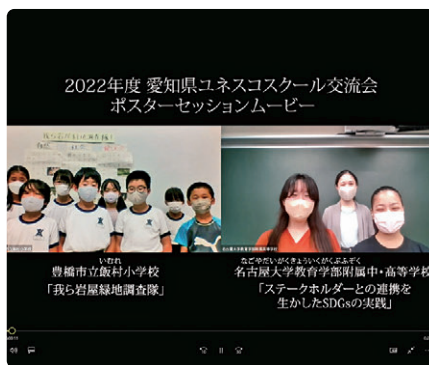 2022年度 愛知県ユネスコスクール交流会
ポスターセッションムービー
いむれ
豊橋市立飯村小学校
「我ら岩屋緑地調査隊」
なごやだいがくきょういくがくぶふぞく
名古屋大学教育学部附属中・高等学校
「ステークホルダーとの連携を
生かしたSDGsの実践」